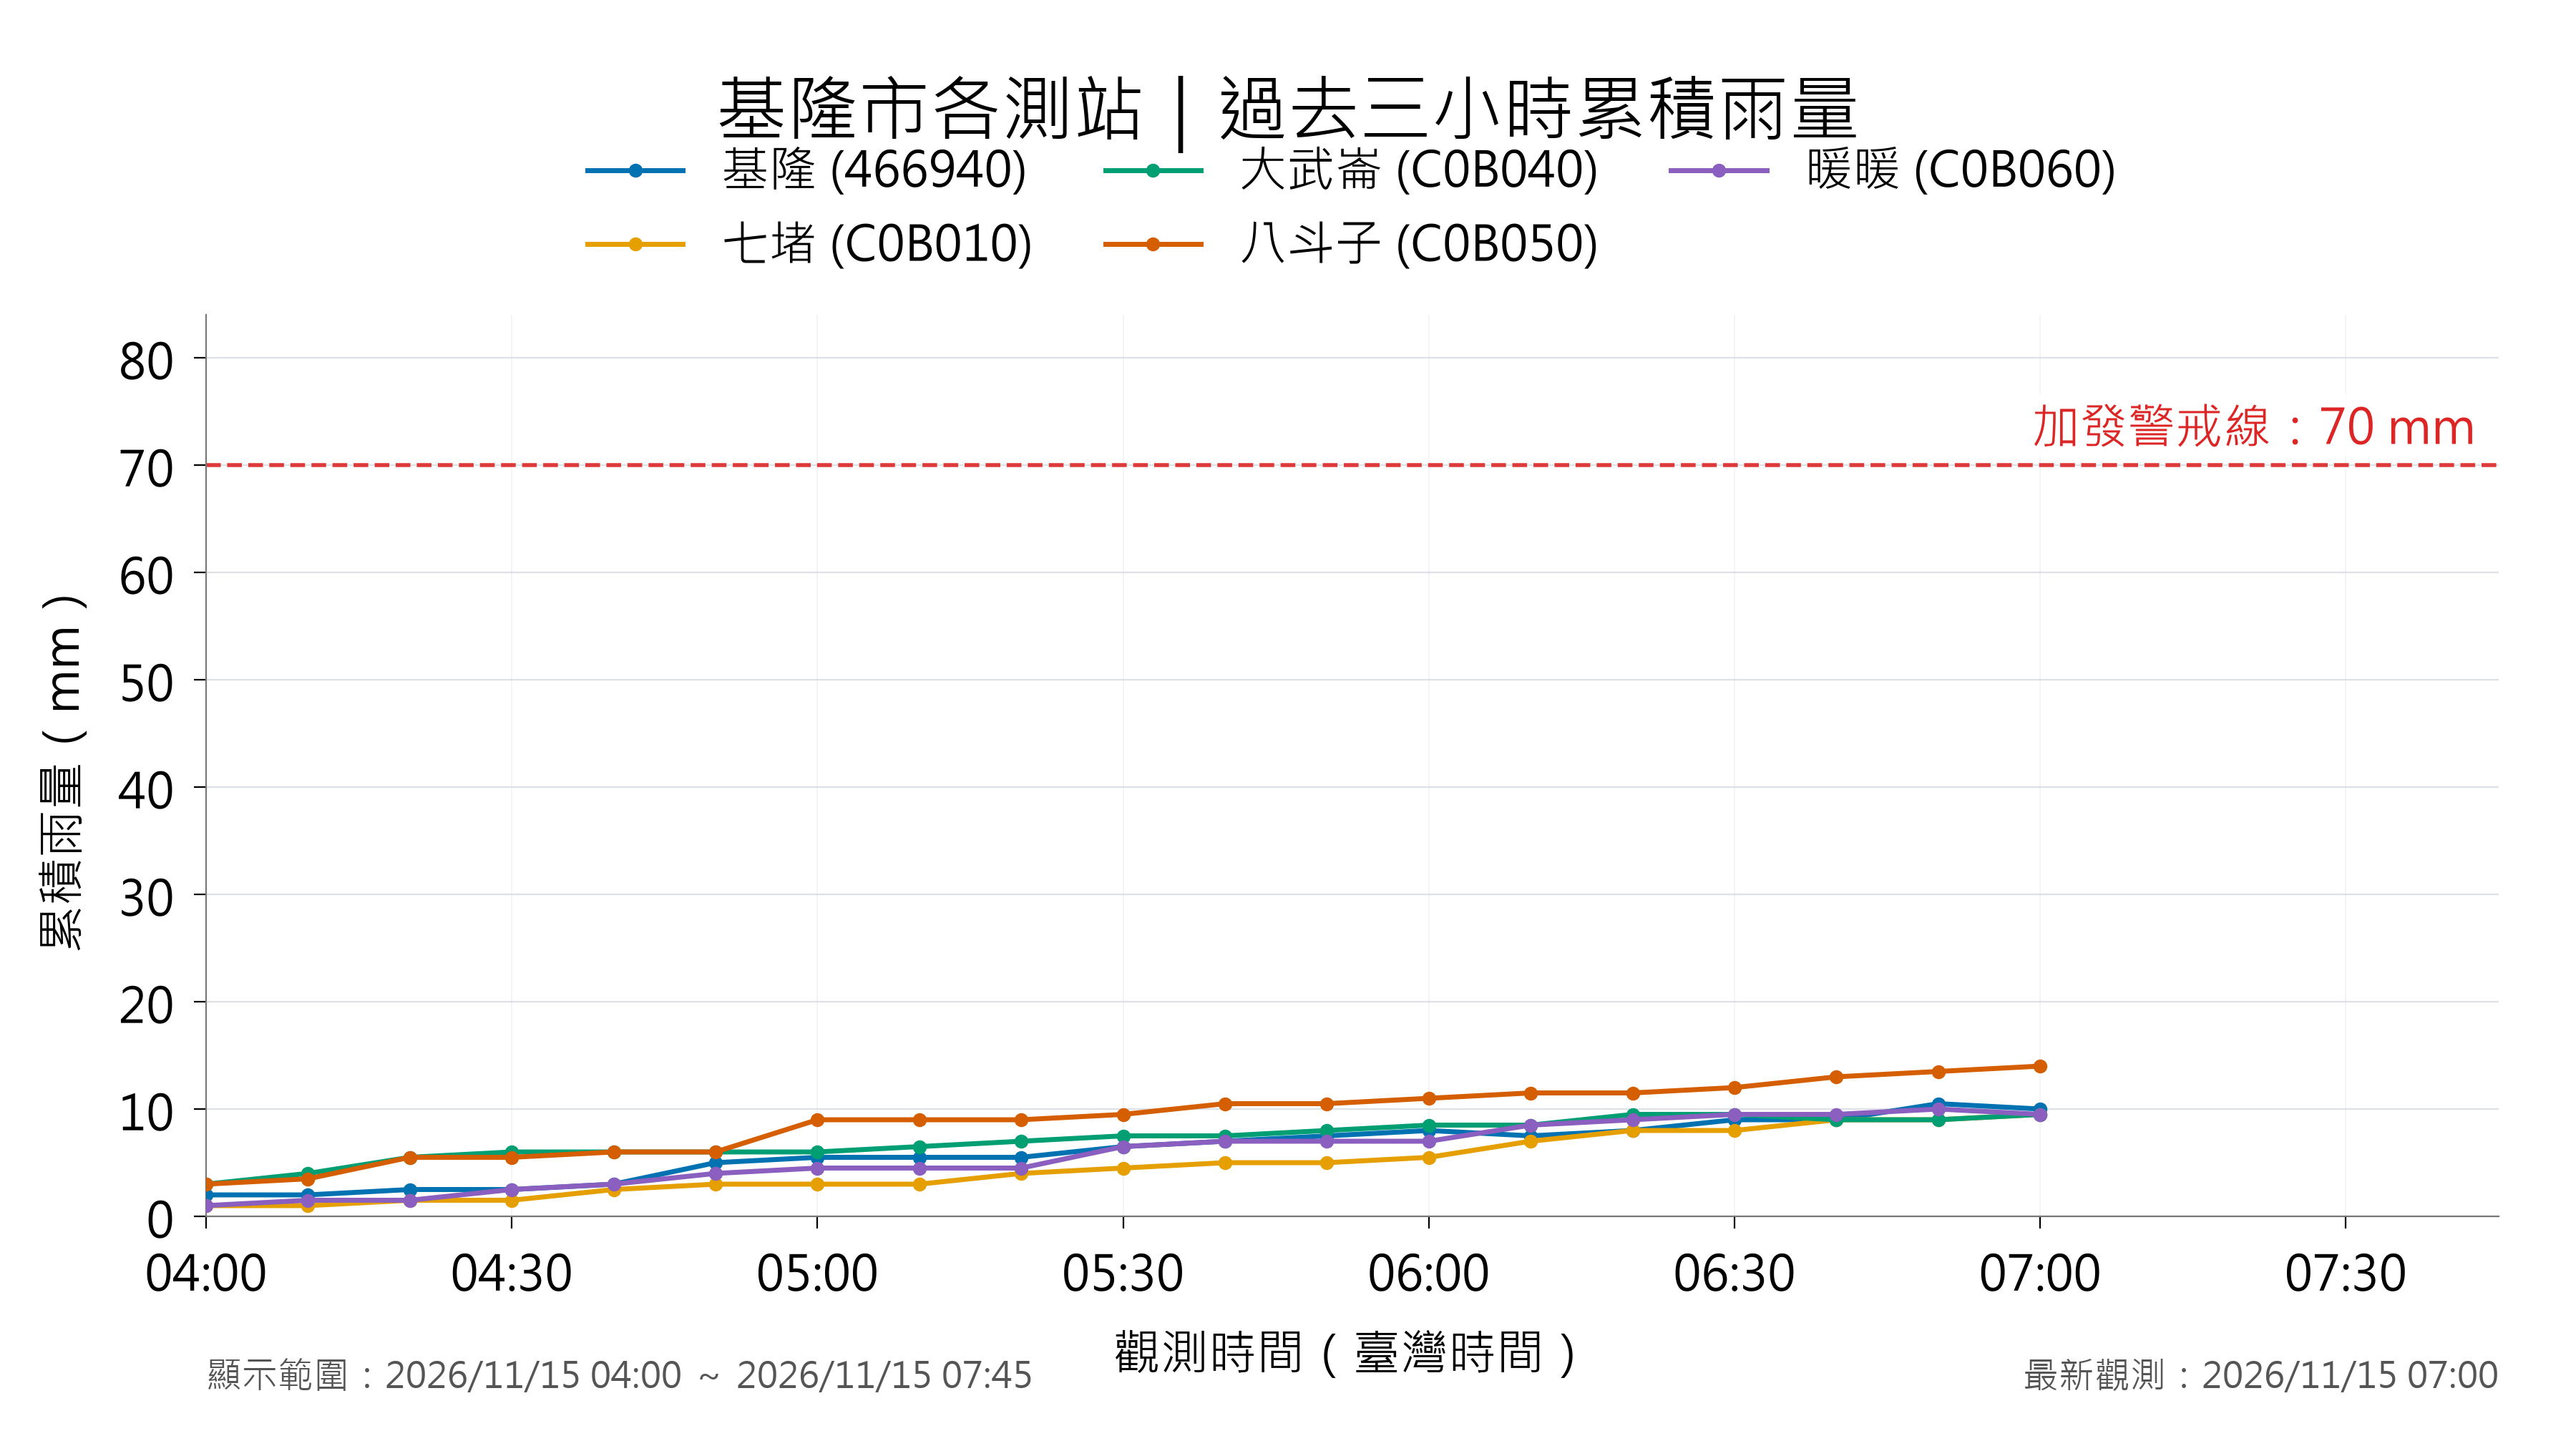 基隆市各測站｜過去三小時累積雨量
基隆 (466940)
大武崙 (C0B040)
暖暖 (C0B060)
七堵 (C0B010)
八斗子 (C0B050)
80
加發警戒線：70 mm
70
60
50
40
30
20
10
0
累積雨量（mm）
04:00 04:30 05:00 05:30 06:00 06:30 07:00 07:30
觀測時間（臺灣時間）
顯示範圍：2026/11/15 04:00 ~ 2026/11/15 07:45
最新觀測：2026/11/15 07:00